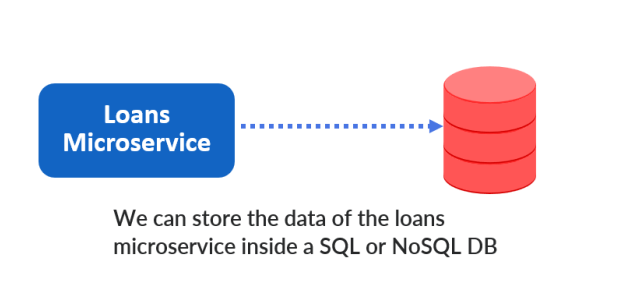 Loans
Microservice
We can store the data of the loans
microservice inside a SQL or NoSQL DB